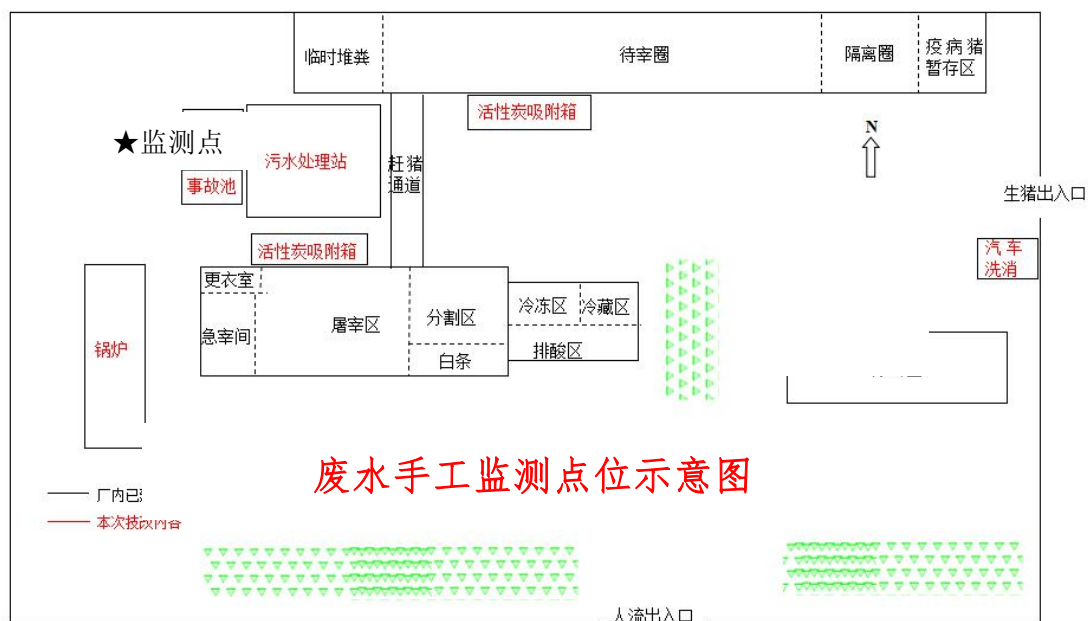 临时堆粪
待宰圈
隔离圈
疫病猪
暂存区
活性炭吸附箱
★监测点
污水处理站
赶猪
通道
N
事故池
生猪出入口
活性炭吸附箱
汽车
洗消
更衣室
急宰间
屠宰区
分割区
白条
冷冻区
冷藏区
排酸区
锅炉
废水手工监测点位示意图
厂内已
本次技改内容
人流出入口